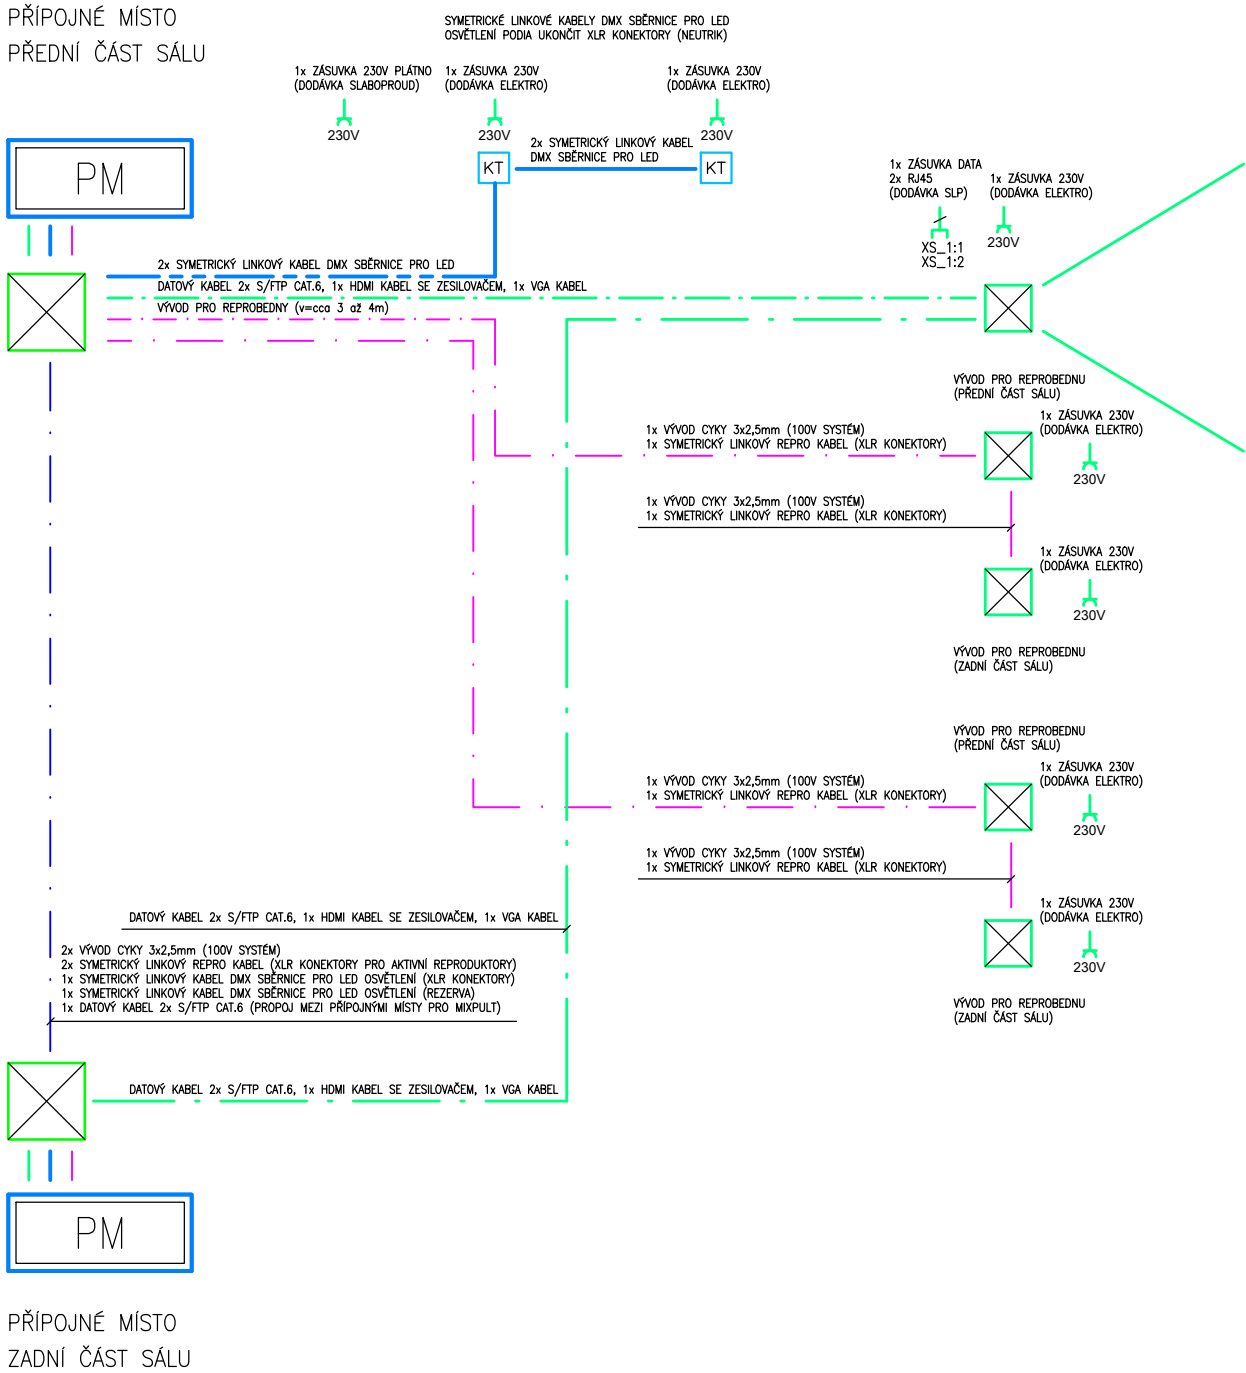 PŘÍPOJNÉ MÍSTO
PŘEDNÍ ČÁST SÁLU
SYMETRICKÉ LINKOVÉ KABELY DMX SBĚRNICE PRO LED
OSVĚTLENÍ PODIA UKONČIT XLR KONEKTORY (NEUTRIK)
1x ZÁSUVKA 230V PLÁTNO
(DODÁVKA SLABOPROUD)
230V
1x ZÁSUVKA 230V
(DODÁVKA ELEKTRO)
230V
1x ZÁSUVKA 230V
(DODÁVKA ELEKTRO)
230V
PM
KT
2x SYMETRICKÝ LINKOVÝ KABEL
DMX SBĚRNICE PRO LED
KT
1x ZÁSUVKA DATA
2x RJ45
(DODÁVKA SLP)
XS_1:1
XS_1:2
1x ZÁSUVKA 230V
(DODÁVKA ELEKTRO)
230V
2x SYMETRICKÝ LINKOVÝ KABEL DMX SBĚRNICE PRO LED
DATOVÝ KABEL 2x S/FTP CAT.6, 1x HDMI KABEL SE ZESILOVAČEM, 1x VGA KABEL
VÝVOD PRO REPROBEDNY (v=cca 3 až 4m)
VÝVOD PRO REPROBEDNU
(PŘEDNÍ ČÁST SÁLU)
1x ZÁSUVKA 230V
(DODÁVKA ELEKTRO)
230V
1x VÝVOD CYKY 3x2,5mm (100V SYSTÉM)
1x SYMETRICKÝ LINKOVÝ REPRO KABEL (XLR KONEKTORY)
1x VÝVOD CYKY 3x2,5mm (100V SYSTÉM)
1x SYMETRICKÝ LINKOVÝ REPRO KABEL (XLR KONEKTORY)
1x ZÁSUVKA 230V
(DODÁVKA ELEKTRO)
230V
VÝVOD PRO REPROBEDNU
(ZADNÍ ČÁST SÁLU)
VÝVOD PRO REPROBEDNU
(PŘEDNÍ ČÁST SÁLU)
1x ZÁSUVKA 230V
(DODÁVKA ELEKTRO)
230V
1x VÝVOD CYKY 3x2,5mm (100V SYSTÉM)
1x SYMETRICKÝ LINKOVÝ REPRO KABEL (XLR KONEKTORY)
1x VÝVOD CYKY 3x2,5mm (100V SYSTÉM)
1x SYMETRICKÝ LINKOVÝ REPRO KABEL (XLR KONEKTORY)
1x ZÁSUVKA 230V
(DODÁVKA ELEKTRO)
230V
VÝVOD PRO REPROBEDNU
(ZADNÍ ČÁST SÁLU)
DATOVÝ KABEL 2x S/FTP CAT.6, 1x HDMI KABEL SE ZESILOVAČEM, 1x VGA KABEL
2x VÝVOD CYKY 3x2,5mm (100V SYSTÉM)
2x SYMETRICKÝ LINKOVÝ REPRO KABEL (XLR KONEKTORY PRO AKTIVNÍ REPRODUKTORY)
1x SYMETRICKÝ LINKOVÝ KABEL DMX SBĚRNICE PRO LED OSVĚTLENÍ (XLR KONEKTORY)
1x SYMETRICKÝ LINKOVÝ KABEL DMX SBĚRNICE PRO LED OSVĚTLENÍ (REZERVA)
1x DATOVÝ KABEL 2x S/FTP CAT.6 (PROPOJ MEZI PŘÍPOJNÝMI MÍSTY PRO MIXPULT)
DATOVÝ KABEL 2x S/FTP CAT.6, 1x HDMI KABEL SE ZESILOVAČEM, 1x VGA KABEL
PM
PŘÍPOJNÉ MÍSTO
ZADNÍ ČÁST SÁLU